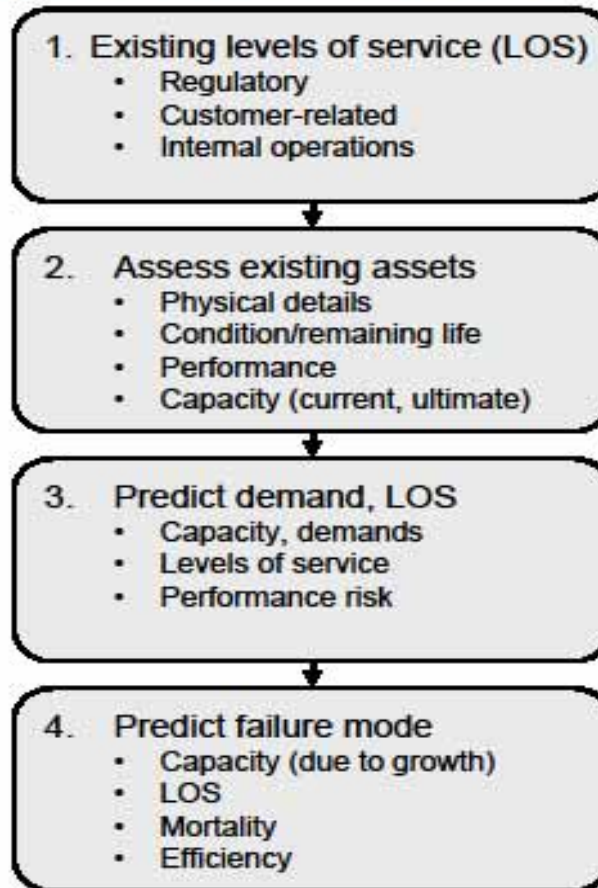 1. Existing levels of service (LOS)
• Regulatory
• Customer-related
• Internal operations
2. Assess existing assets
• Physical details
• Condition/remaining life
• Performance
• Capacity (current, ultimate)
3. Predict demand, LOS
• Capacity, demands
• Levels of service
• Performance risk
4. Predict failure mode
• Capacity (due to growth)
• LOS
• Mortality
• Efficiency